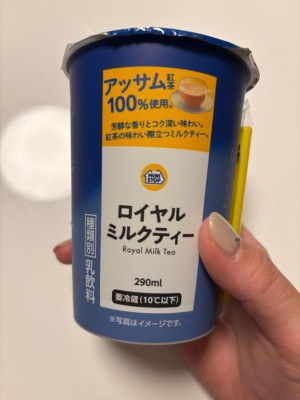 アッサム紅茶
100%使用。
芳醇な香りとコク深い味わい。
紅茶の味わい際立つミルクティー。
MINI
STOP
ロイヤル
ミルクティー
Royal Milk Tea
290ml
要冷蔵(10℃以下)
※写真はイメージです。
種類別 乳飲料